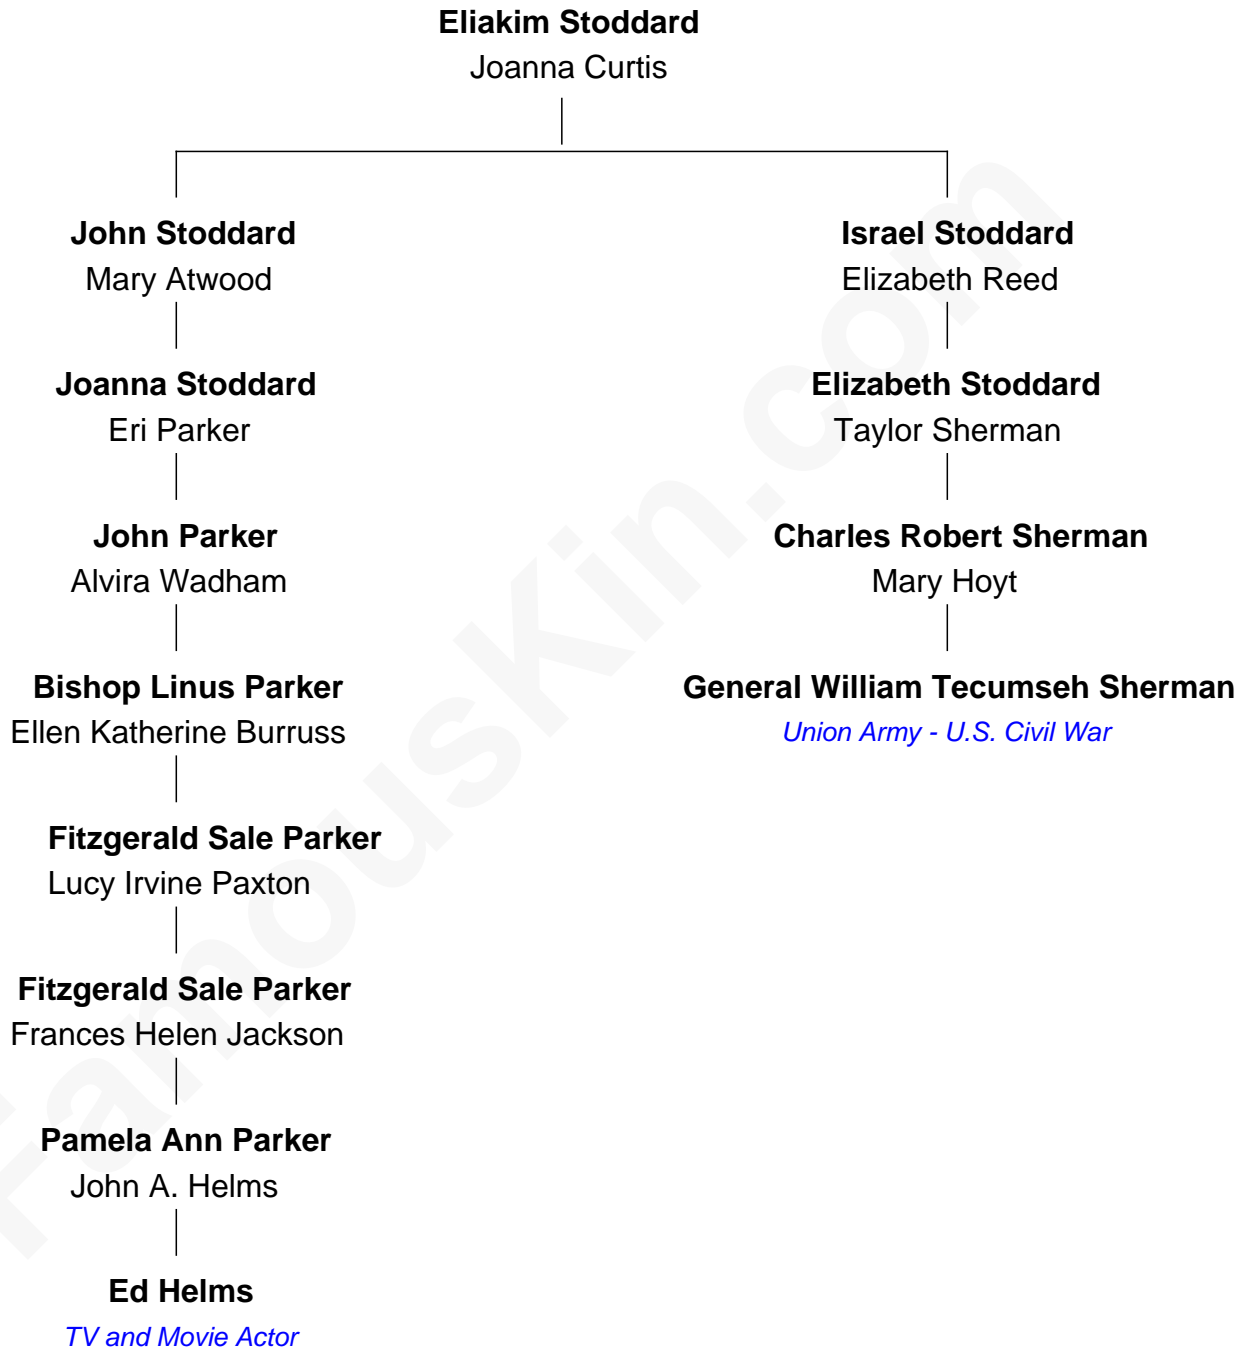 Eliakim Stoddard
Joanna Curtis
John Stoddard
Mary Atwood
Israel Stoddard
Elizabeth Reed
Joanna Stoddard
Eri Parker
Elizabeth Stoddard
Taylor Sherman
John Parker
Alvira Wadham
Charles Robert Sherman
Mary Hoyt
Bishop Linus Parker
Ellen Katherine Burruss
General William Tecumseh Sherman
Union Army - U.S. Civil War
Fitzgerald Sale Parker
Lucy Irvine Paxton
Fitzgerald Sale Parker
Frances Helen Jackson
Pamela Ann Parker
John A. Helms
Ed Helms
TV and Movie Actor
FamousKin.com